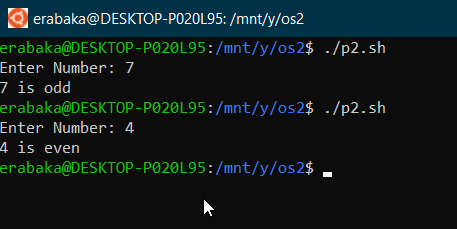 erabaka@DESKTOP-P020L95: /mnt/y/os2
erabaka@DESKTOP-P020L95:/mnt/y/os2$ ./p2.sh
Enter Number: 7
7 is odd
erabaka@DESKTOP-P020L95:/mnt/y/os2$ ./p2.sh
Enter Number: 4
4 is even
erabaka@DESKTOP-P020L95:/mnt/y/os2$